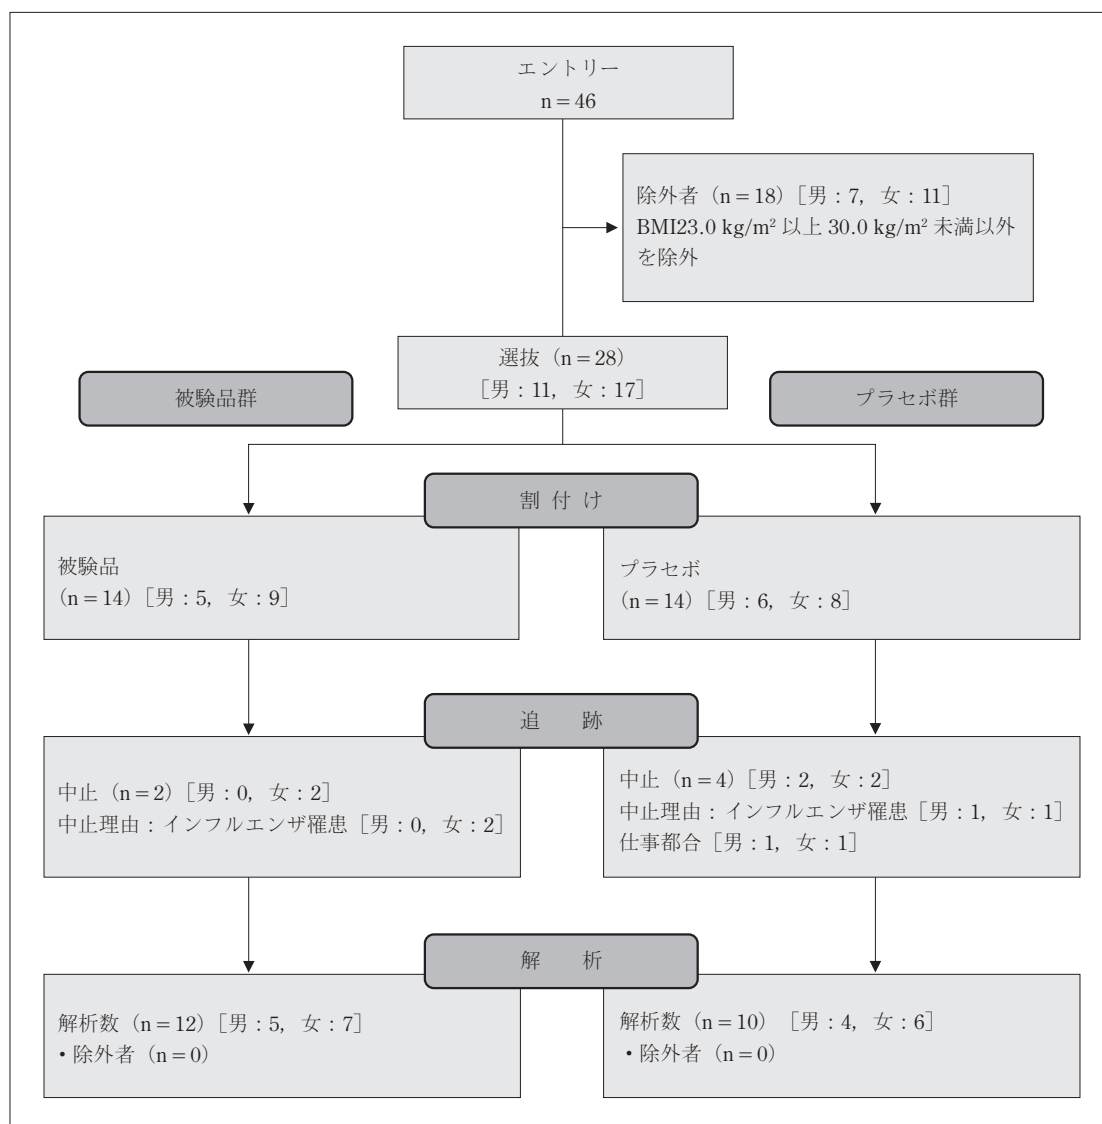 エントリー
n = 46
除外者（n = 18）［男：7，女：11］
BMI23.0 kg/m² 以上 30.0 kg/m² 未満以外
を除外
選抜（n = 28）
［男：11，女：17］
被験品群
プラセボ群
割 付 け
被験品
（n = 14）［男：5，女：9］
プラセボ
（n = 14）［男：6，女：8］
追　跡
中止（n = 2）［男：0，女：2］
中止理由：インフルエンザ罹患［男：0，女：2］
中止（n = 4）［男：2，女：2］
中止理由：インフルエンザ罹患［男：1，女：1］
仕事都合［男：1，女：1］
解　析
解析数（n = 12）［男：5，女：7］
・除外者（n = 0）
解析数（n = 10）［男：4，女：6］
・除外者（n = 0）